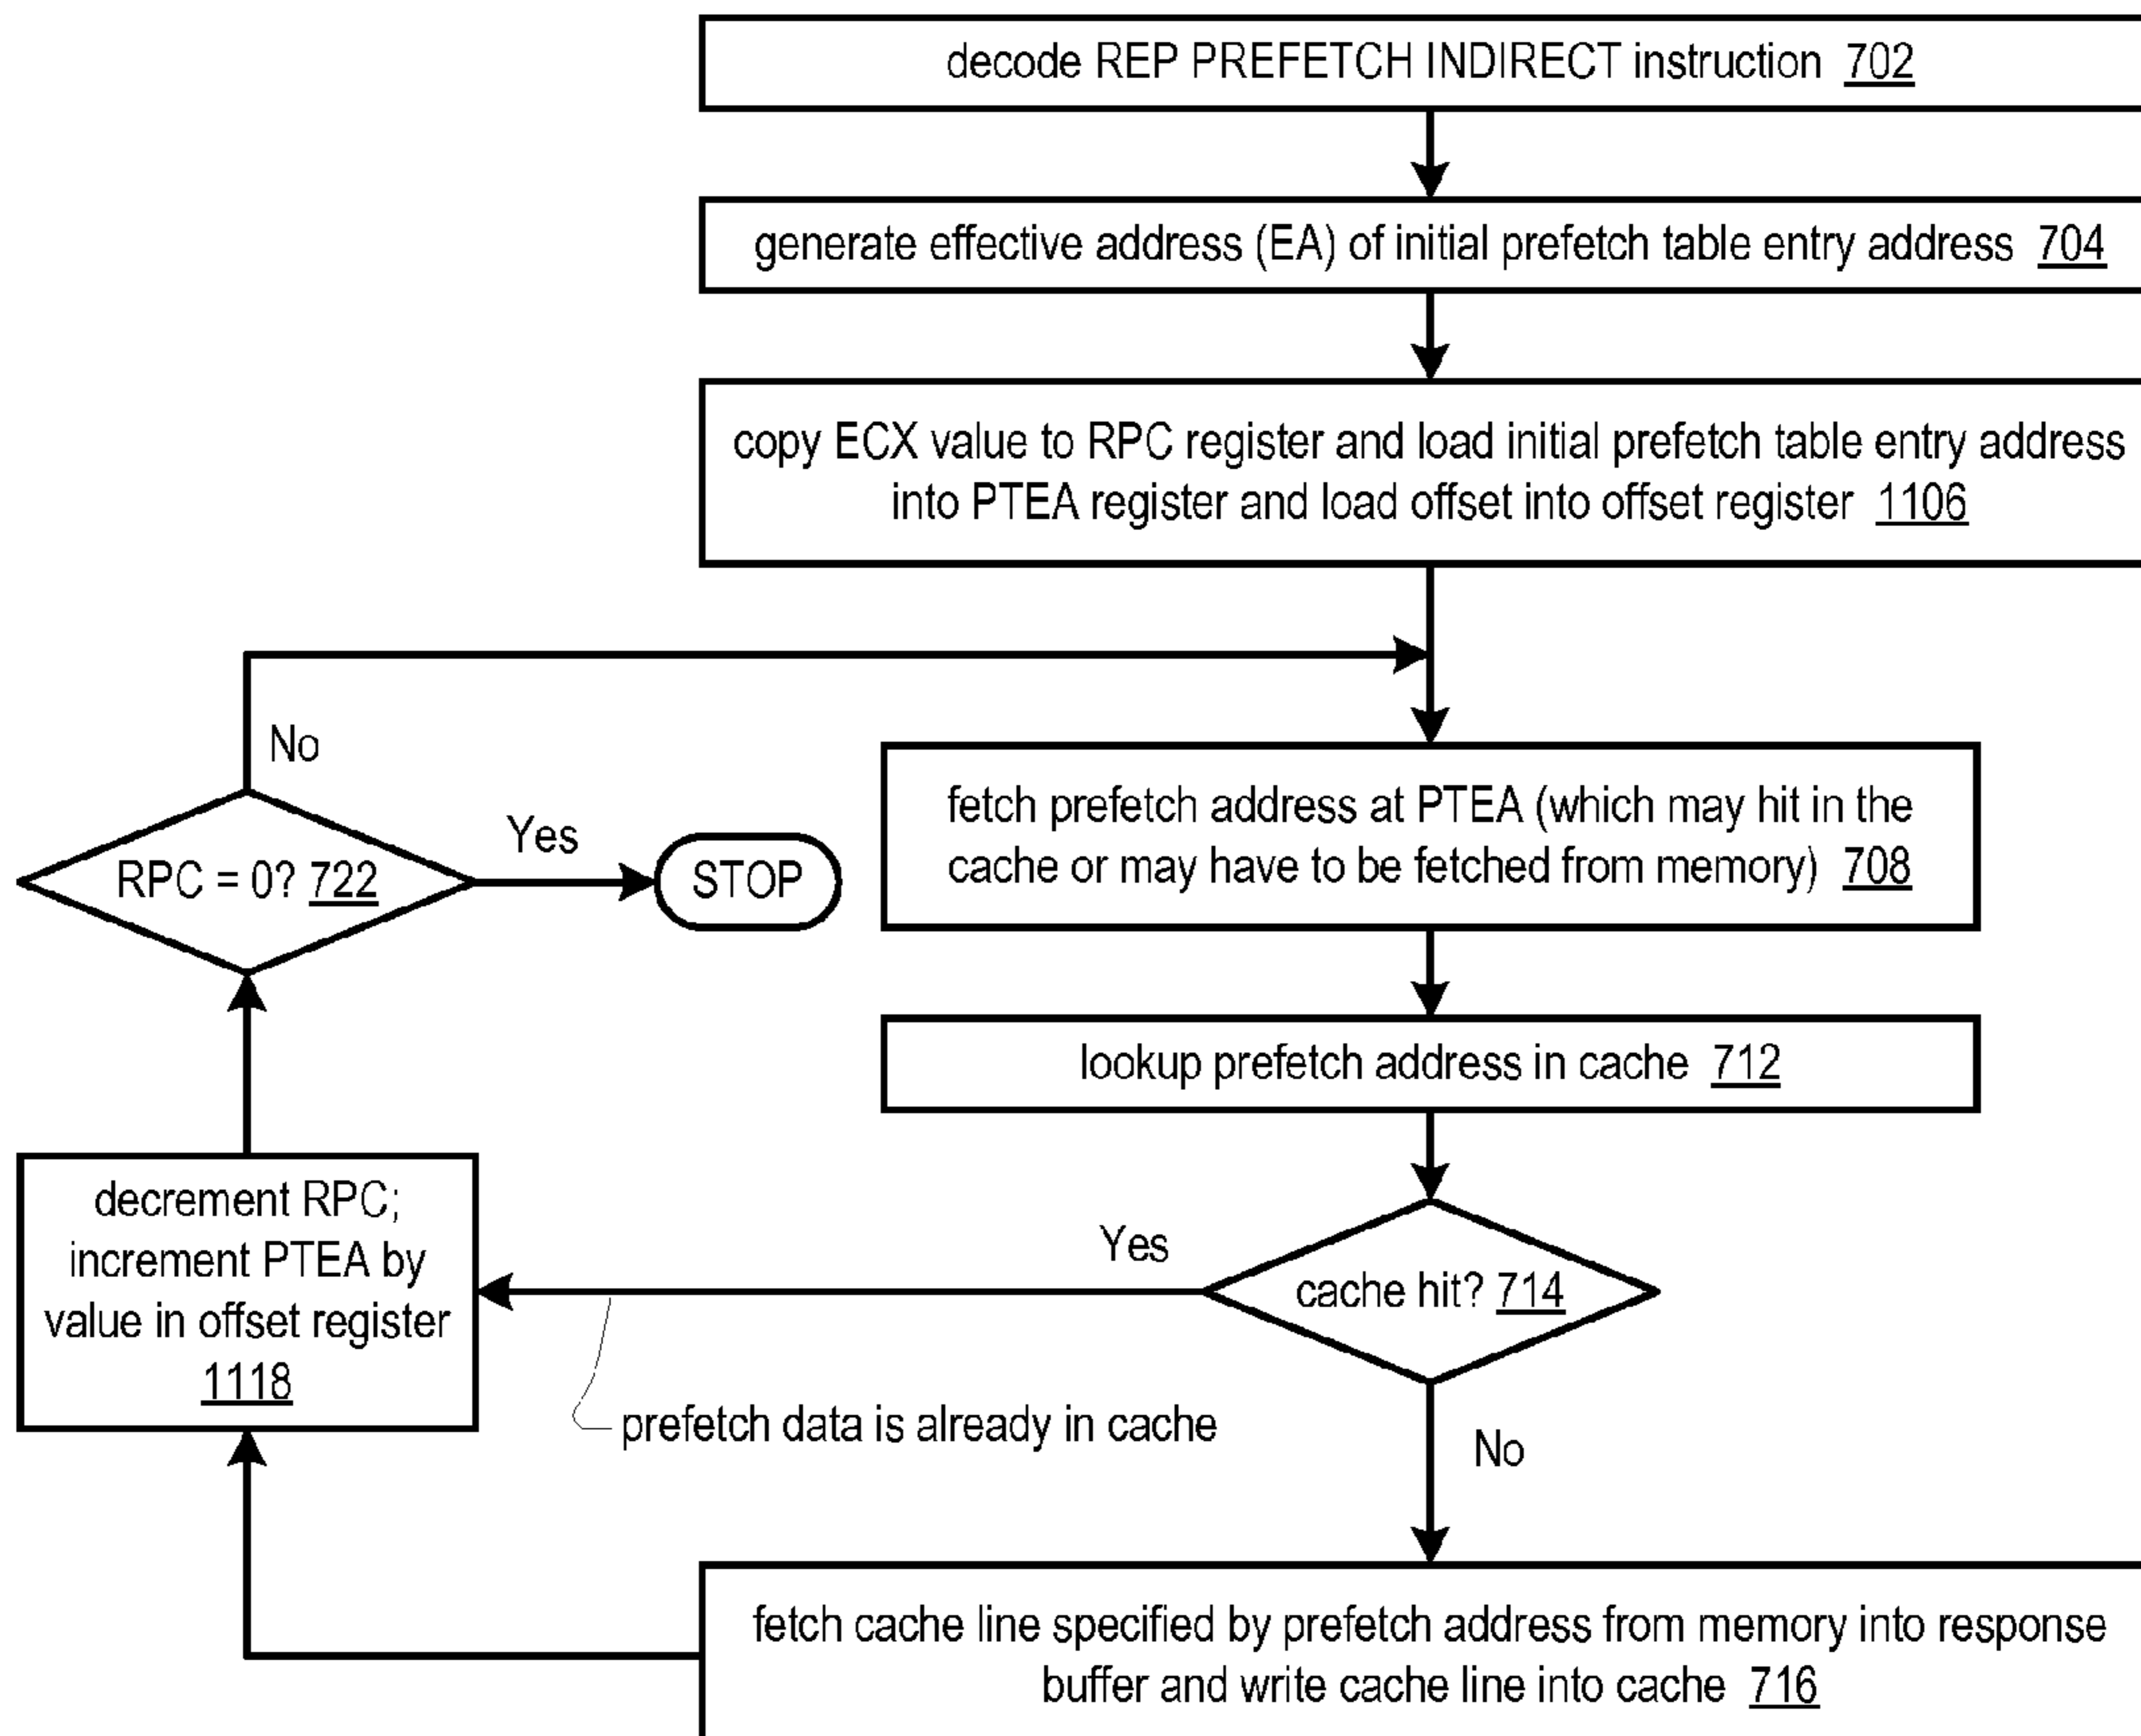 decode REP PREFETCH INDIRECT instruction 702
generate effective address (EA) of initial prefetch table entry address 704
copy ECX value to RPC register and load initial prefetch table entry address
into PTEA register and load offset into offset register 1106
No
fetch prefetch address at PTEA (which may hit in the
cache or may have to be fetched from memory) 708
Yes
RPC = 0? 722
STOP
lookup prefetch address in cache 712
decrement RPC;
increment PTEA by
value in offset register
1118
Yes
cache hit? 714
prefetch data is already in cache
No
fetch cache line specified by prefetch address from memory into response
buffer and write cache line into cache 716